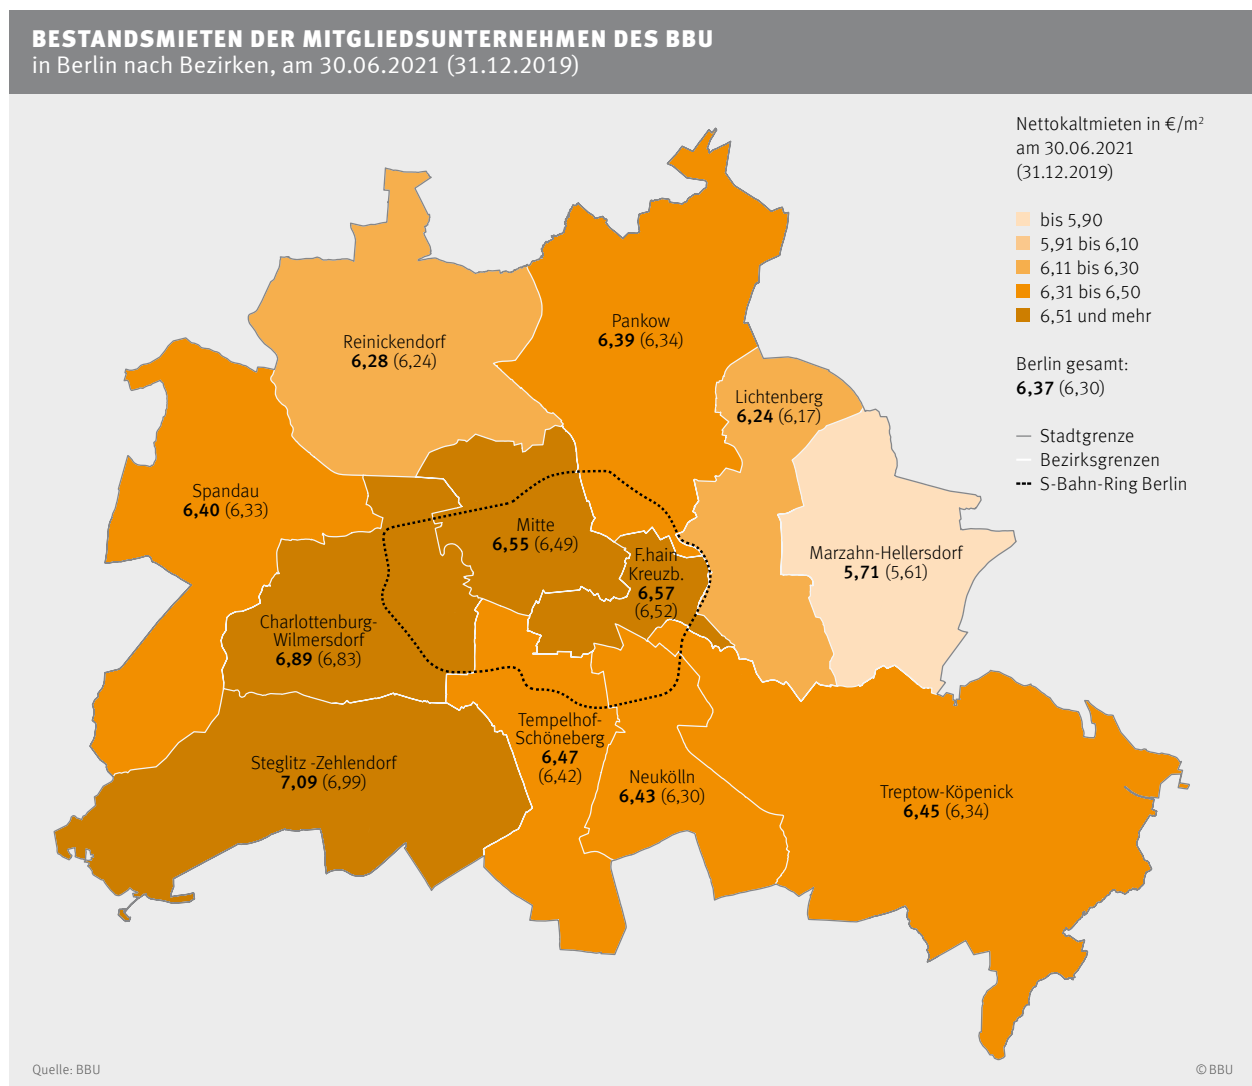 BESTANDSMIETEN DER MITGLIEDSUNTERNEHMEN DES BBU
in Berlin nach Bezirken, am 30.06.2021 (31.12.2019)
Nettokaltmieten in €/m²
am 30.06.2021
(31.12.2019)
bis 5,90
5,91 bis 6,10
6,11 bis 6,30
6,31 bis 6,50
6,51 und mehr
Berlin gesamt:
6,37 (6,30)
Stadtgrenze
Bezirksgrenzen
S-Bahn-Ring Berlin
Pankow
6,39 (6,34)
Reinickendorf
6,28 (6,24)
Lichtenberg
6,24 (6,17)
Spandau
6,40 (6,33)
Mitte
6,55 (6,49)
F.hain-
Kreuzb.
6,57
(6,52)
Marzahn-Hellersdorf
5,71 (5,61)
Charlottenburg-
Wilmersdorf
6,89 (6,83)
Steglitz -Zehlendorf
7,09 (6,99)
Tempelhof-
Schöneberg
6,47
(6,42)
Neukölln
6,43 (6,30)
Treptow-Köpenick
6,45 (6,34)
Quelle: BBU
© BBU